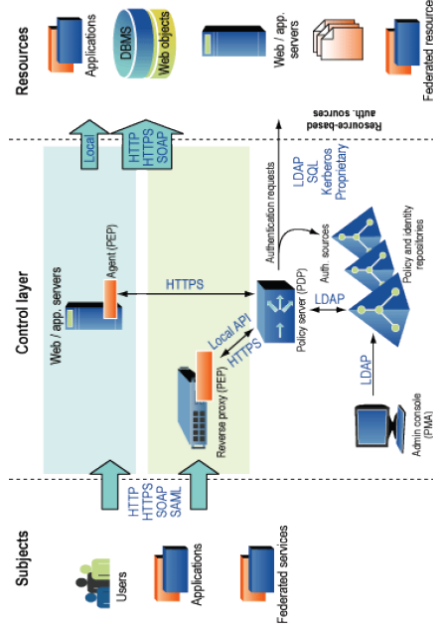 Subjects
Control layer
Resources
Users
Applications
Federated services
HTTP
HTTPS
SOAP
SAML
Web / app. servers
Agent (PEP)
HTTPS
Reverse proxy (PEP)
Local API
HTTPS
Policy server (PDP)
LDAP
LDAP
Admin console
(PMA)
Auth. sources
Policy and identity
repositories
Authentication requests
LDAP
SQL
Kerberos
Proprietary
Resource-based
auth. sources
Local
HTTP
HTTPS
SOAP
Applications
DBMS
Web objects
Web / app.
servers
Federated resource